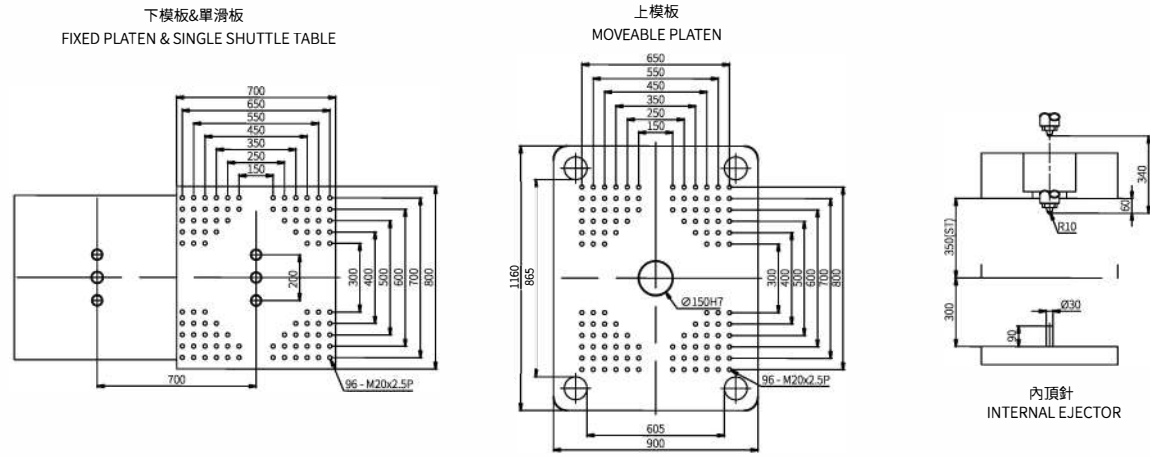 下模板&單滑板
FIXED PLATEN & SINGLE SHUTTLE TABLE
700
650
550
450
350
250
150
200
300
400
500
600
700
800
700
96 - M20x2.5P
上模板
MOVEABLE PLATEN
650
550
450
350
250
150
1160
865
300
400
500
600
700
800
Ø150H7
96 - M20x2.5P
605
900
340
60
R10
350(ST)
300
Ø30
90
內頂針
INTERNAL EJECTOR